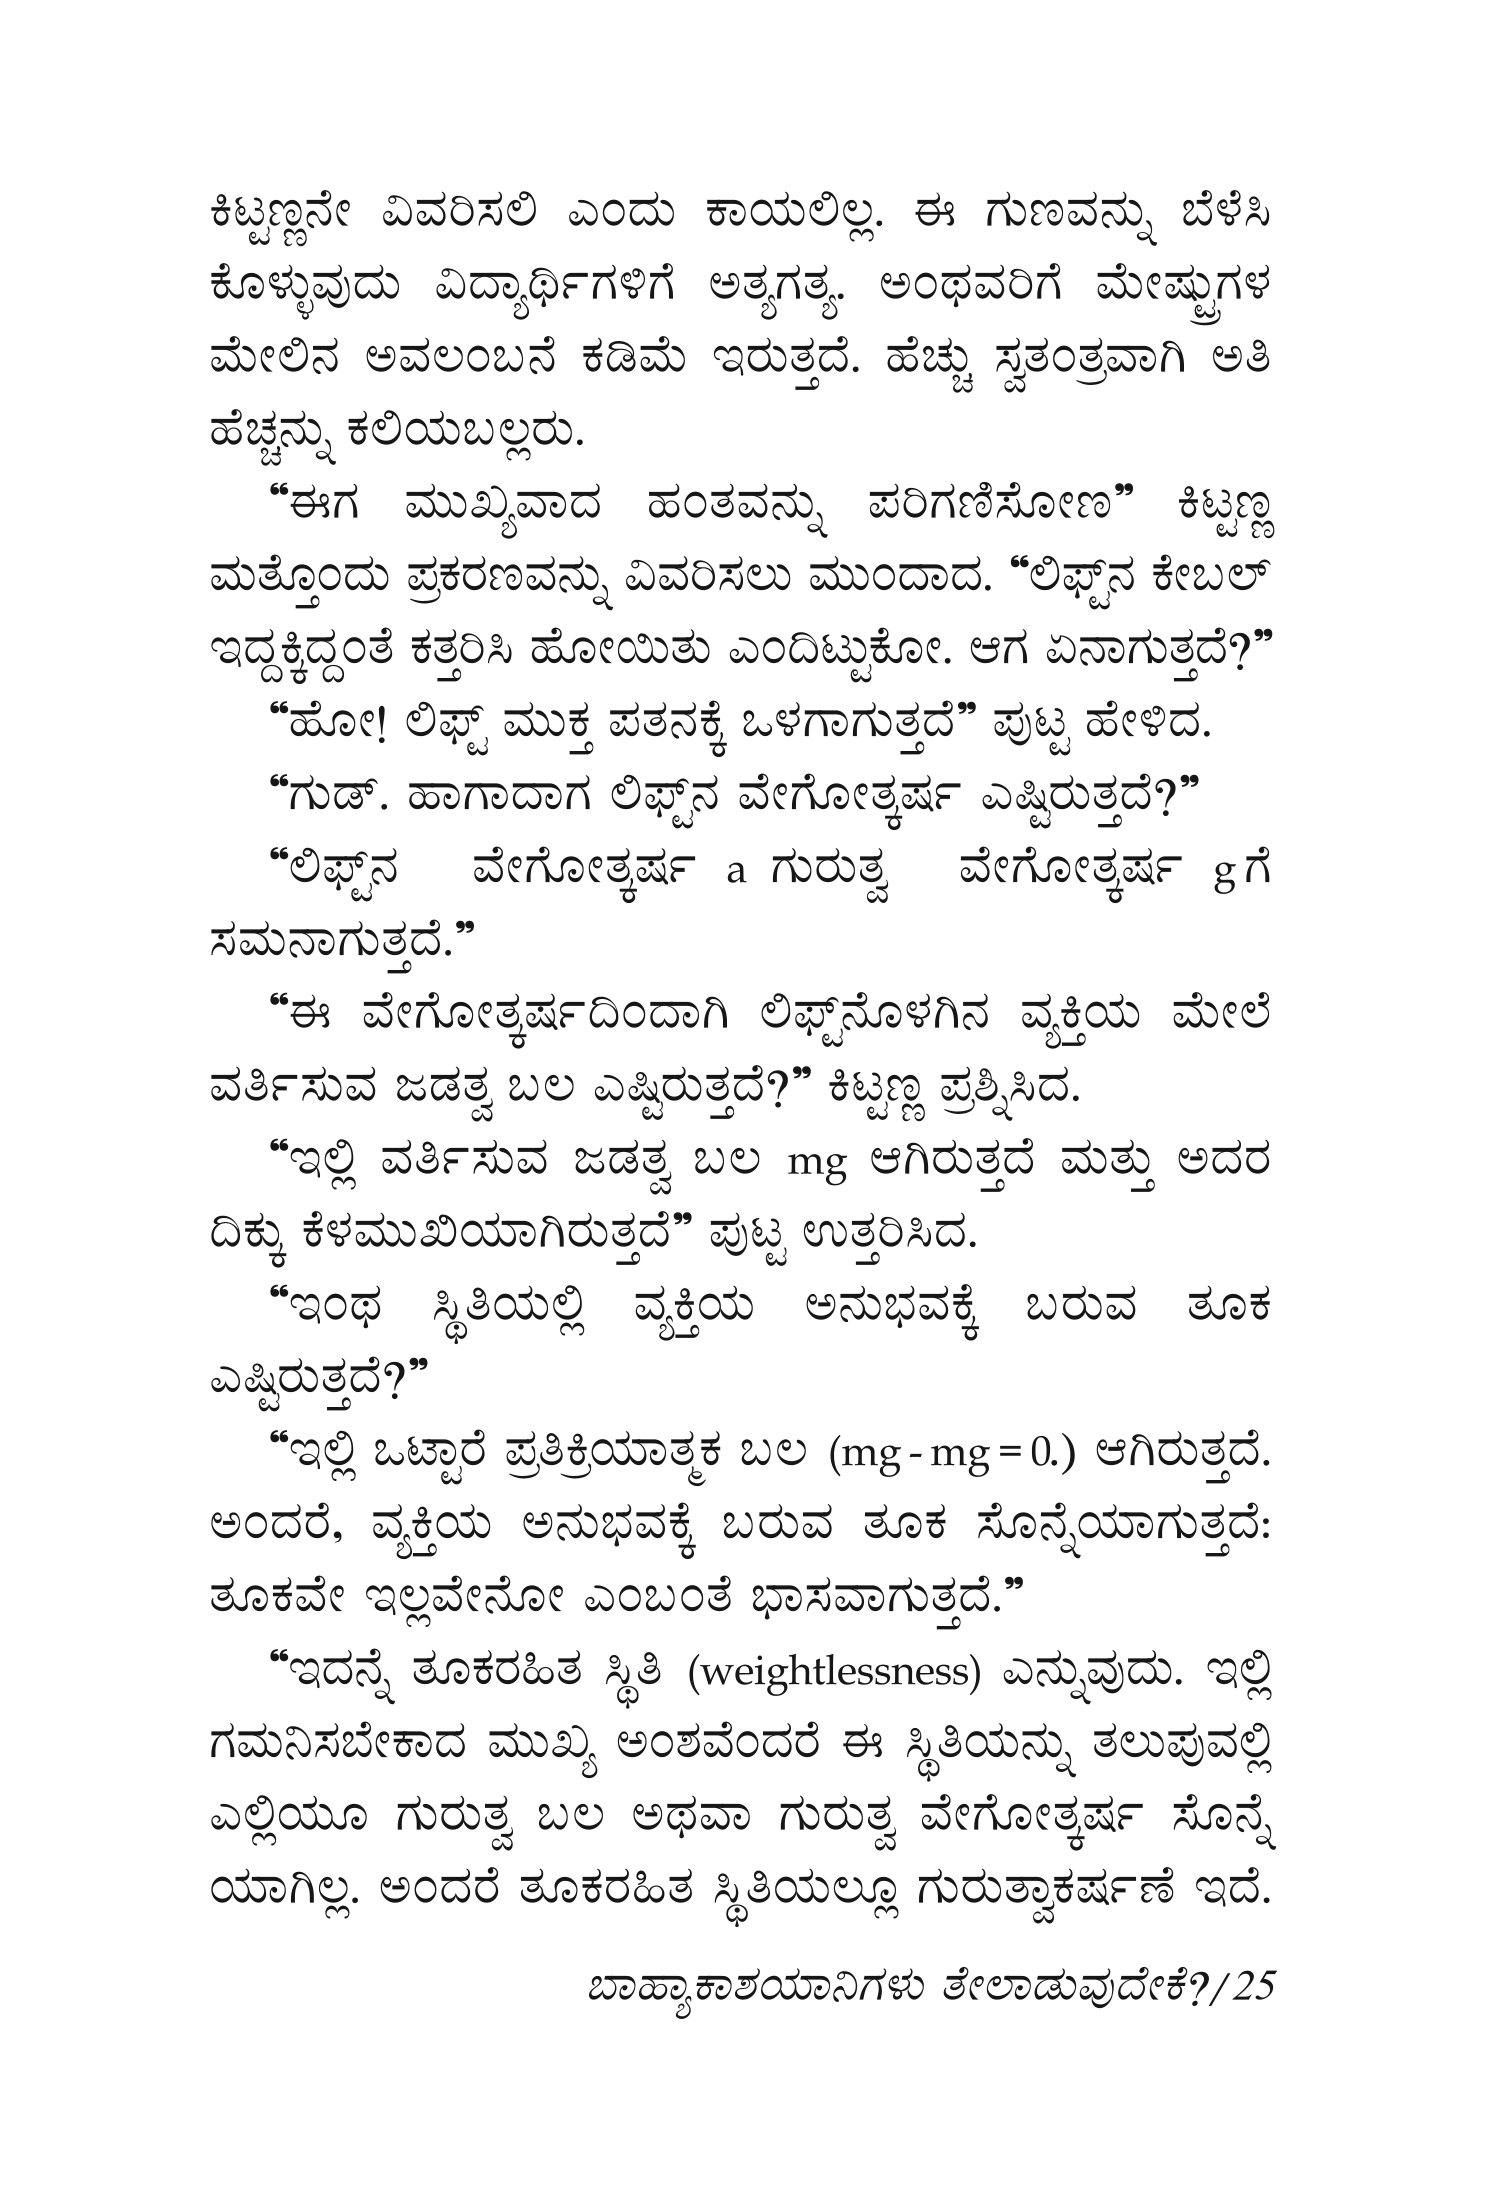 ಕಿಟ್ಟಣ್ಣನೇ ವಿವರಿಸಲಿ ಎಂದು ಕಾಯಲಿಲ್ಲ. ಈ ಗುಣವನ್ನು ಬೆಳೆಸಿ
ಕೊಳ್ಳುವುದು ವಿದ್ಯಾರ್ಥಿಗಳಿಗೆ ಅತ್ಯಗತ್ಯ. ಅಂಥವರಿಗೆ ಮೇಷ್ಟ್ರುಗಳ
ಮೇಲಿನ ಅವಲಂಬನೆ ಕಡಿಮೆ ಇರುತ್ತದೆ. ಹೆಚ್ಚು ಸ್ವತಂತ್ರವಾಗಿ ಅತಿ
ಹೆಚ್ಚನ್ನು ಕಲಿಯಬಲ್ಲರು.
“ಈಗ ಮುಖ್ಯವಾದ ಹಂತವನ್ನು ಪರಿಗಣಿಸೋಣ” ಕಿಟ್ಟಣ್ಣ
ಮತ್ತೊಂದು ಪ್ರಕರಣವನ್ನು ವಿವರಿಸಲು ಮುಂದಾದ. “ಲಿಫ್ಟ್‌ನ ಕೇಬಲ್
ಇದ್ದಕ್ಕಿದ್ದಂತೆ ಕತ್ತರಿಸಿ ಹೋಯಿತು ಎಂದಿಟ್ಟುಕೋ. ಆಗ ಏನಾಗುತ್ತದೆ?”
“ಹೋ! ಲಿಫ್ಟ್ ಮುಕ್ತ ಪತನಕ್ಕೆ ಒಳಗಾಗುತ್ತದೆ” ಪುಟ್ಟ ಹೇಳಿದ.
“ಗುಡ್. ಹಾಗಾದಾಗ ಲಿಫ್ಟ್‌ನ ವೇಗೋತ್ಕರ್ಷ ಎಷ್ಟಿರುತ್ತದೆ?”
“ಲಿಫ್ಟ್‌ನ ವೇಗೋತ್ಕರ್ಷ a ಗುರುತ್ವ ವೇಗೋತ್ಕರ್ಷ g ಗೆ
ಸಮನಾಗುತ್ತದೆ.”
“ಈ ವೇಗೋತ್ಕರ್ಷದಿಂದಾಗಿ ಲಿಫ್ಟ್‌ನೊಳಗಿನ ವ್ಯಕ್ತಿಯ ಮೇಲೆ
ವರ್ತಿಸುವ ಜಡತ್ವ ಬಲ ಎಷ್ಟಿರುತ್ತದೆ?” ಕಿಟ್ಟಣ್ಣ ಪ್ರಶ್ನಿಸಿದ.
“ಇಲ್ಲಿ ವರ್ತಿಸುವ ಜಡತ್ವ ಬಲ mg ಆಗಿರುತ್ತದೆ ಮತ್ತು ಅದರ
ದಿಕ್ಕು ಕೆಳಮುಖಿಯಾಗಿರುತ್ತದೆ” ಪುಟ್ಟ ಉತ್ತರಿಸಿದ.
“ಇಂಥ ಸ್ಥಿತಿಯಲ್ಲಿ ವ್ಯಕ್ತಿಯ ಅನುಭವಕ್ಕೆ ಬರುವ ತೂಕ
ಎಷ್ಟಿರುತ್ತದೆ?”
“ಇಲ್ಲಿ ಒಟ್ಟಾರೆ ಪ್ರತಿಕ್ರಿಯಾತ್ಮಕ ಬಲ (mg - mg = 0.) ಆಗಿರುತ್ತದೆ.
ಅಂದರೆ, ವ್ಯಕ್ತಿಯ ಅನುಭವಕ್ಕೆ ಬರುವ ತೂಕ ಸೊನ್ನೆಯಾಗುತ್ತದೆ:
ತೂಕವೇ ಇಲ್ಲವೇನೋ ಎಂಬಂತೆ ಭಾಸವಾಗುತ್ತದೆ.”
“ಇದನ್ನೆ ತೂಕರಹಿತ ಸ್ಥಿತಿ (weightlessness) ಎನ್ನುವುದು. ಇಲ್ಲಿ
ಗಮನಿಸಬೇಕಾದ ಮುಖ್ಯ ಅಂಶವೆಂದರೆ ಈ ಸ್ಥಿತಿಯನ್ನು ತಲುಪುವಲ್ಲಿ
ಎಲ್ಲಿಯೂ ಗುರುತ್ವ ಬಲ ಅಥವಾ ಗುರುತ್ವ ವೇಗೋತ್ಕರ್ಷ ಸೊನ್ನೆ
ಯಾಗಿಲ್ಲ. ಅಂದರೆ ತೂಕರಹಿತ ಸ್ಥಿತಿಯಲ್ಲೂ ಗುರುತ್ವಾಕರ್ಷಣೆ ಇದೆ.
ಬಾಹ್ಯಾಕಾಶಯಾನಿಗಳು ತೇಲಾಡುವುದೇಕೆ?/25